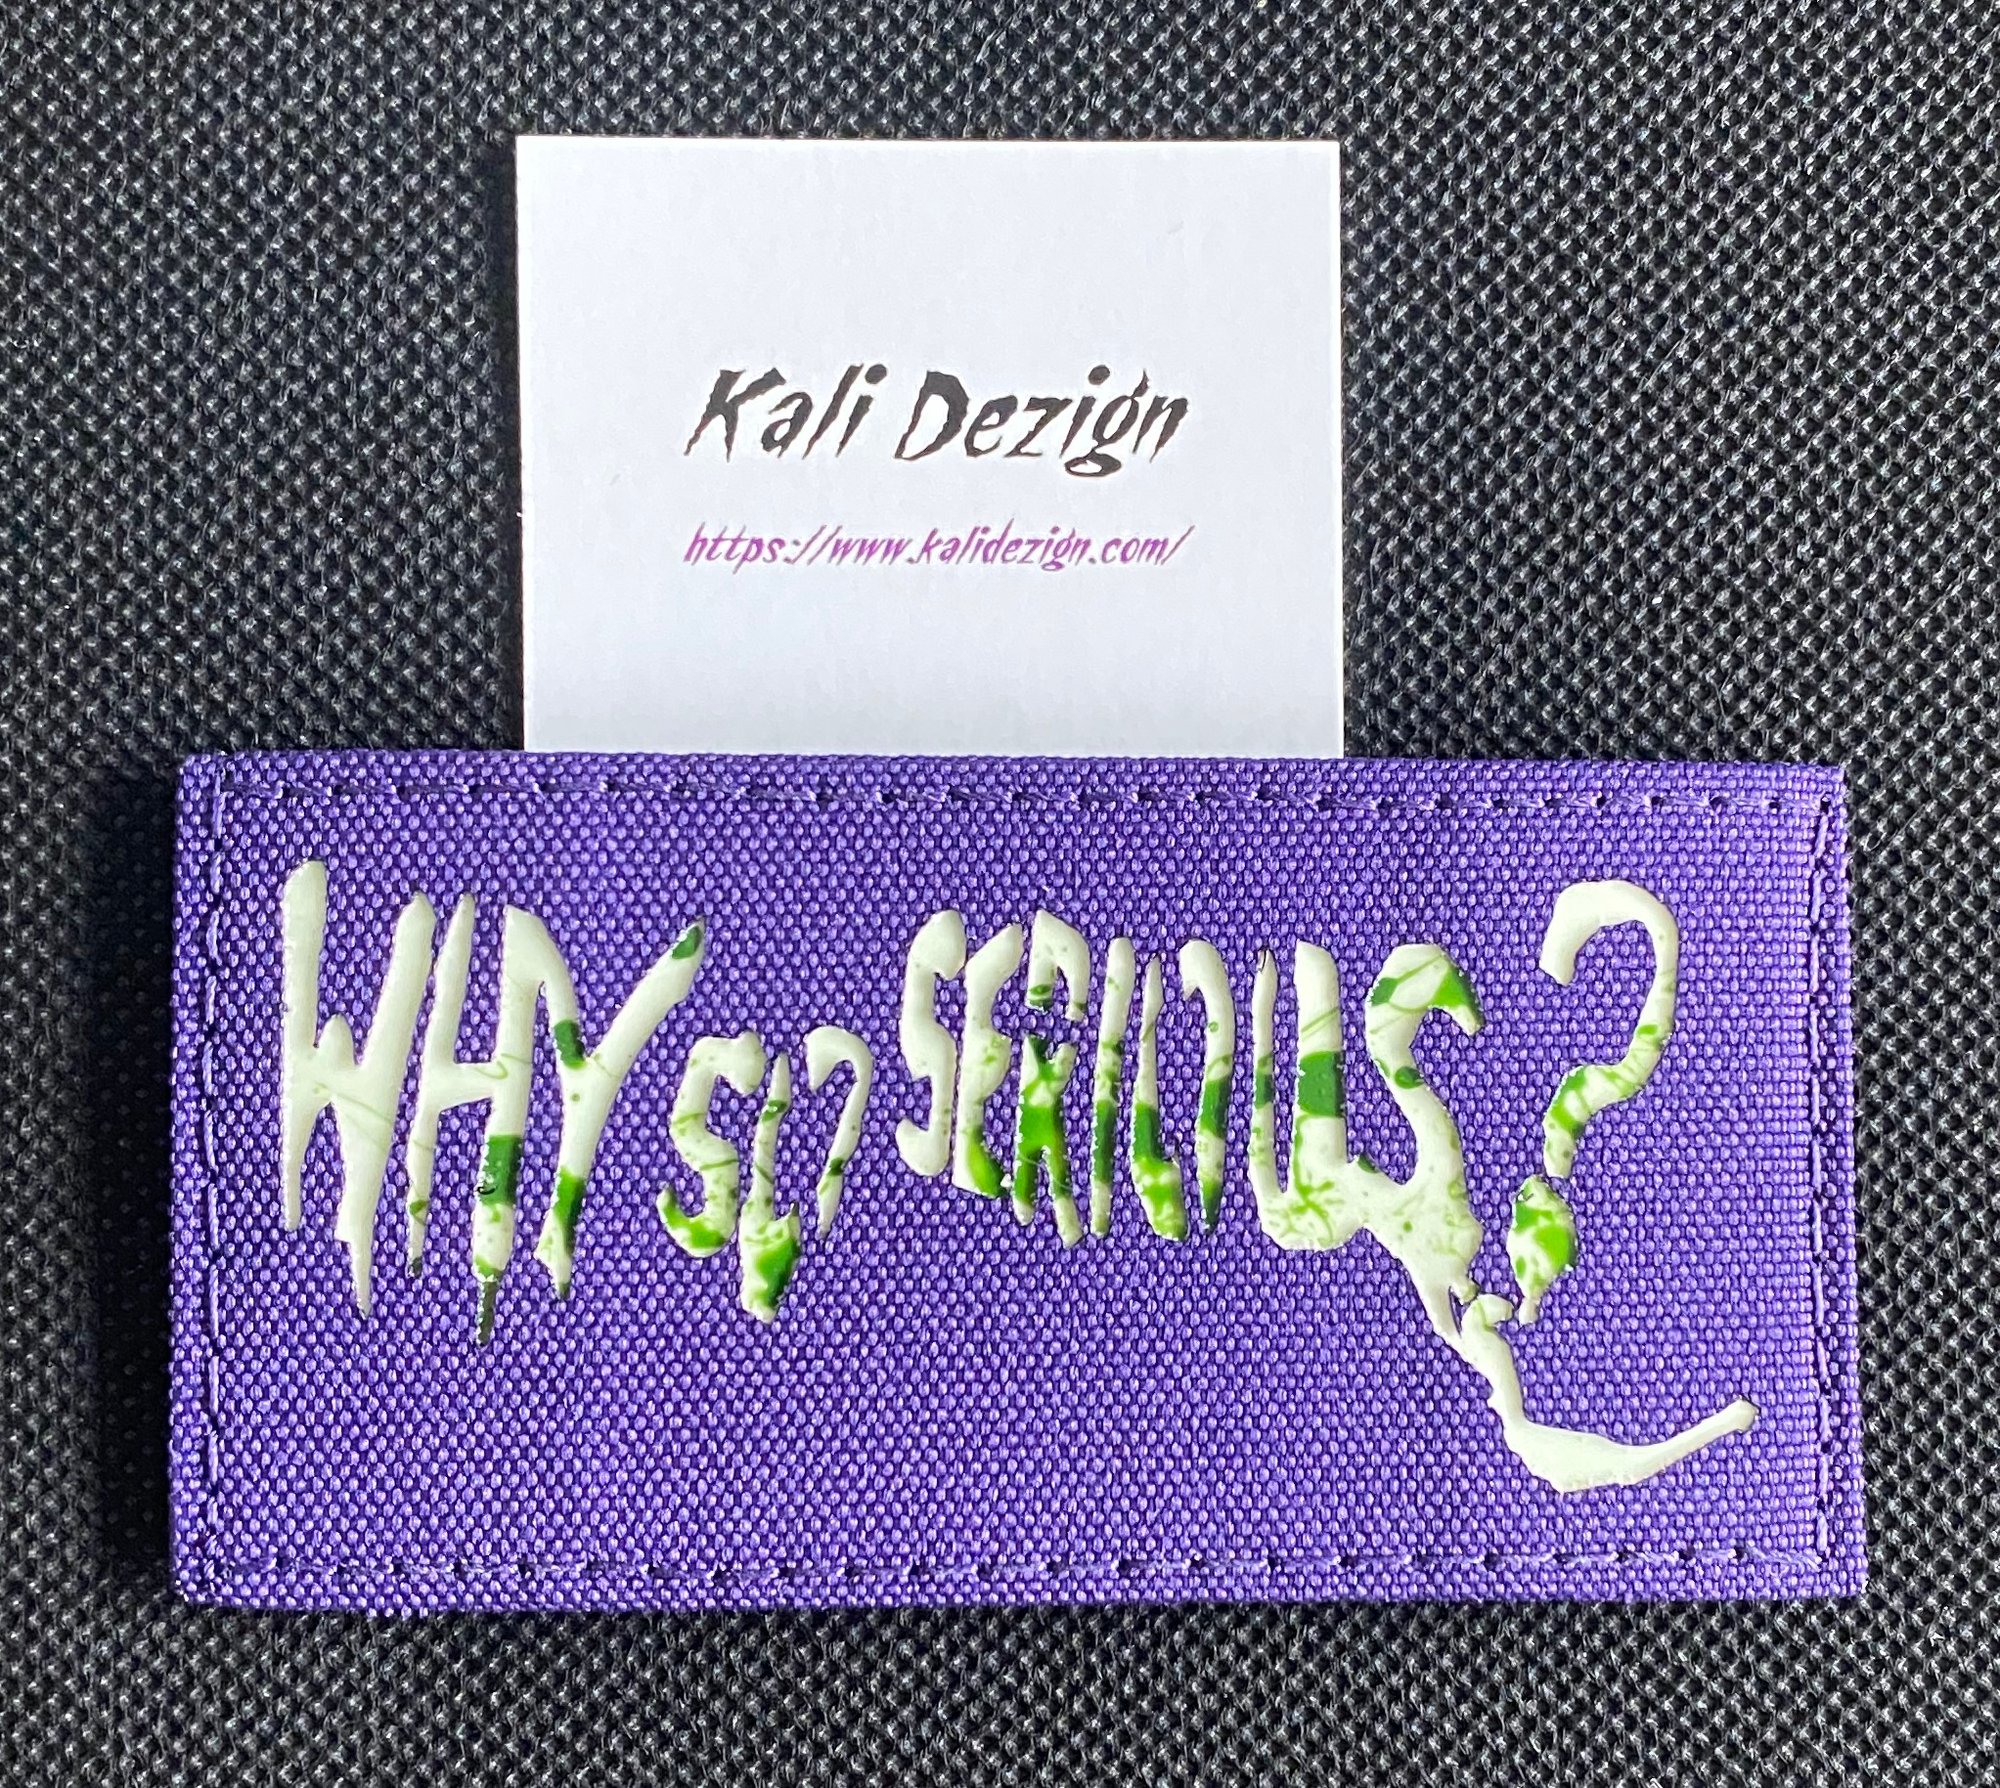 Kali Dezign
https://www.kalidezign.com/
WHY SO SERIOUS?